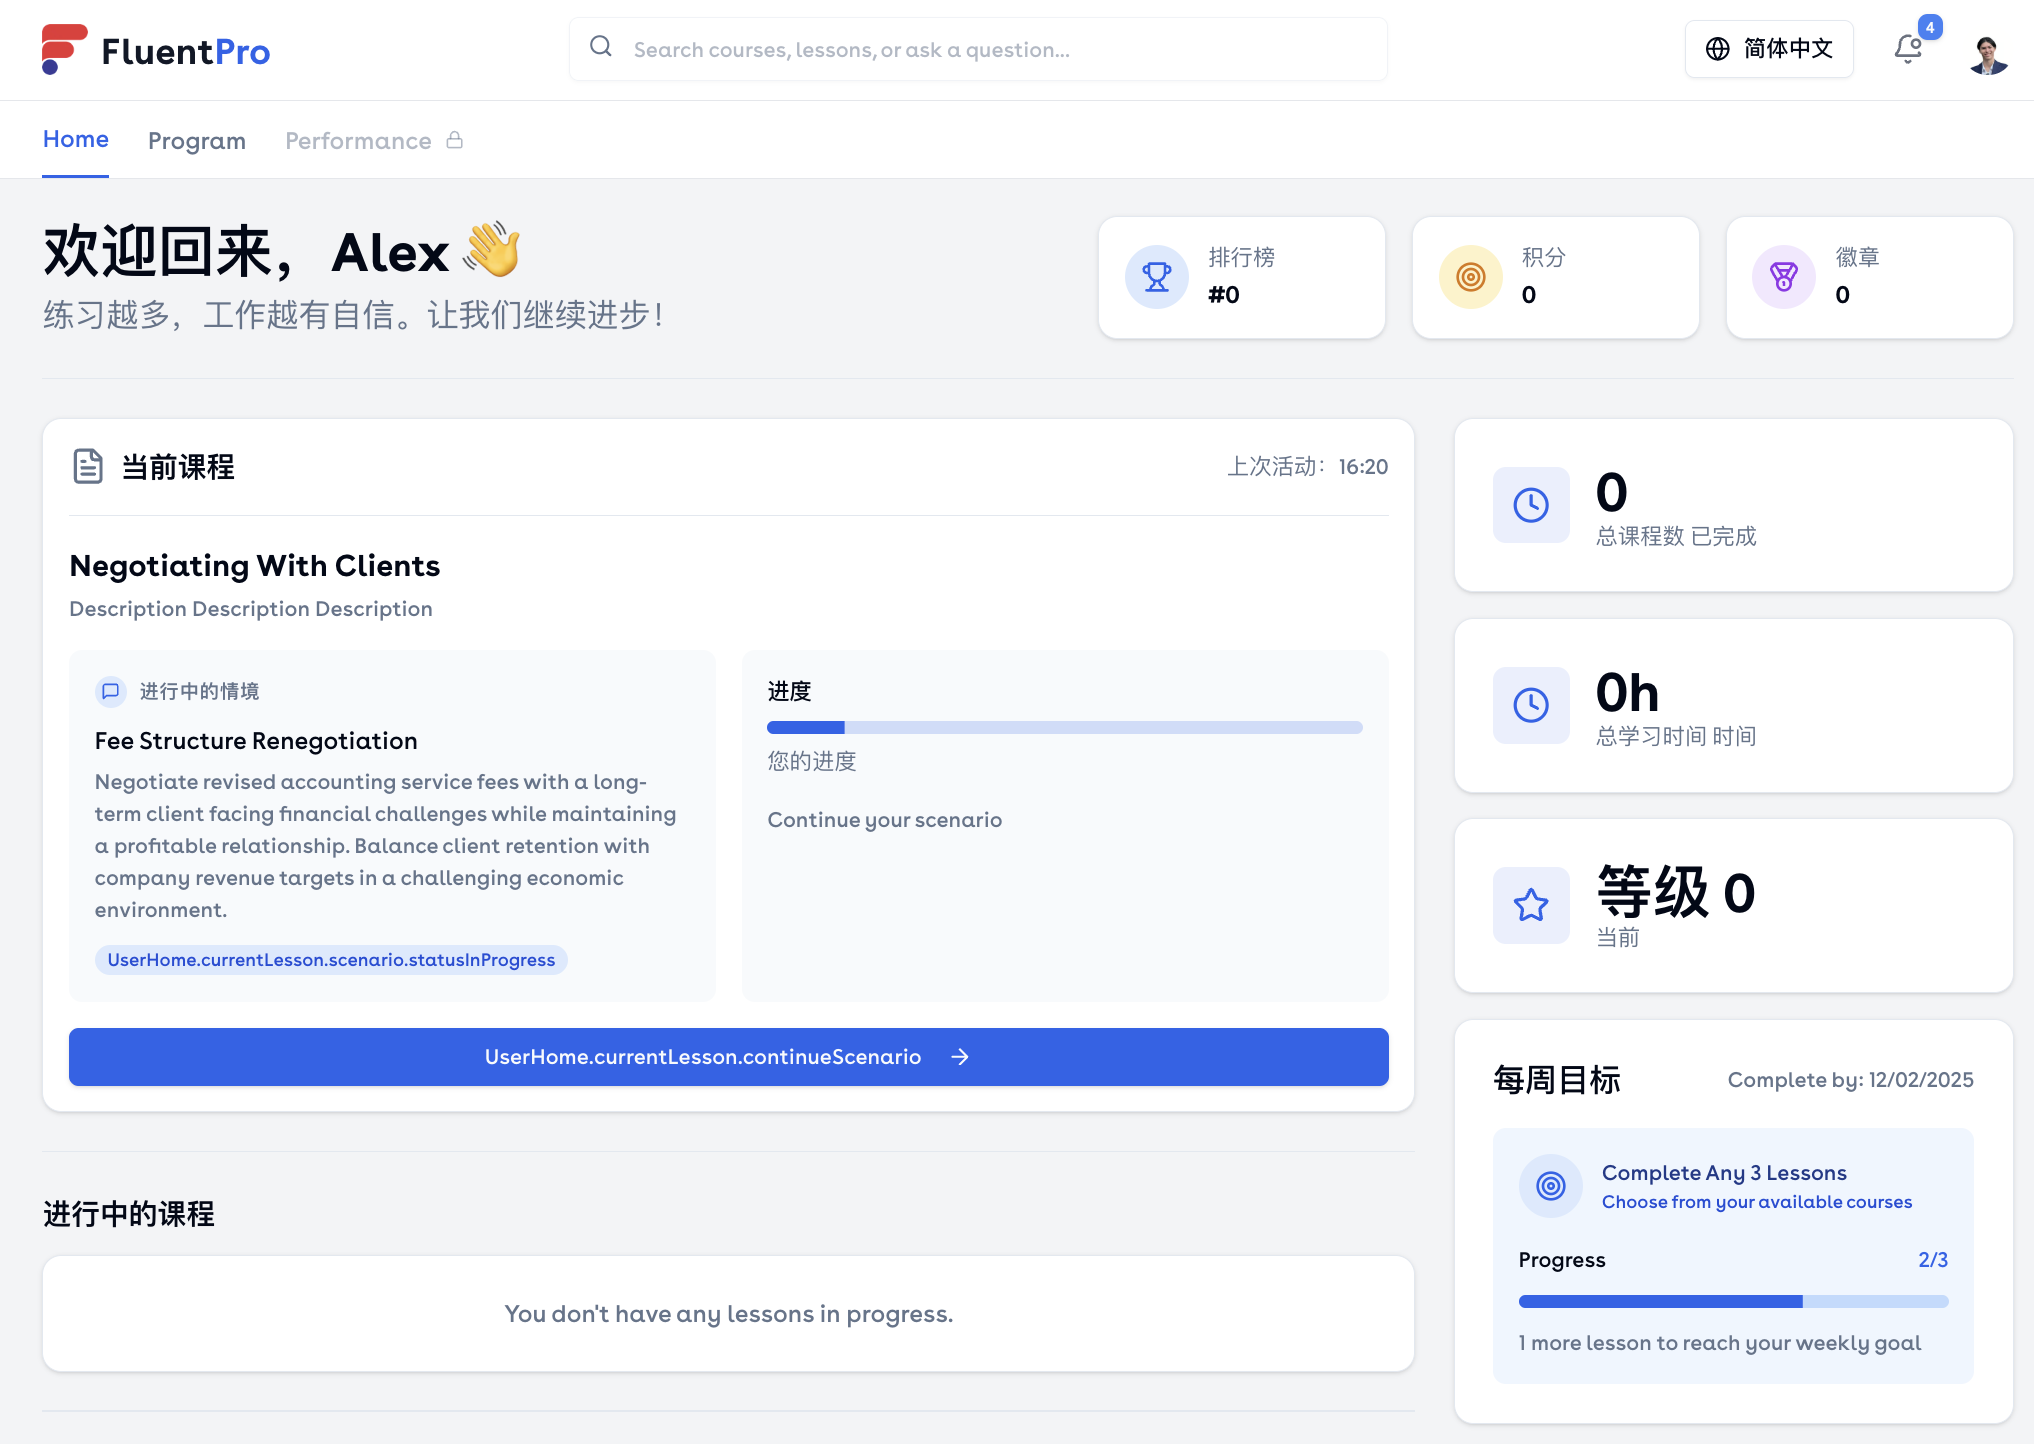 FluentPro
Search courses, lessons, or ask a question...
简体中文
4
Home
Program
Performance
欢迎回来，Alex 👋
练习越多，工作越有自信。让我们继续进步！
排行榜
#0
积分
0
徽章
0
当前课程
上次活动：16:20
Negotiating With Clients
Description Description Description
进行中的情境
Fee Structure Renegotiation
Negotiate revised accounting service fees with a long-
term client facing financial challenges while maintaining
a profitable relationship. Balance client retention with
company revenue targets in a challenging economic
environment.
UserHome.currentLesson.scenario.statusInProgress
进度
您的进度
Continue your scenario
UserHome.currentLesson.continueScenario
0
总课程数 已完成
0h
总学习时间 时间
等级 0
当前
每周目标
Complete by: 12/02/2025
Complete Any 3 Lessons
Choose from your available courses
Progress
2/3
1 more lesson to reach your weekly goal
进行中的课程
You don't have any lessons in progress.